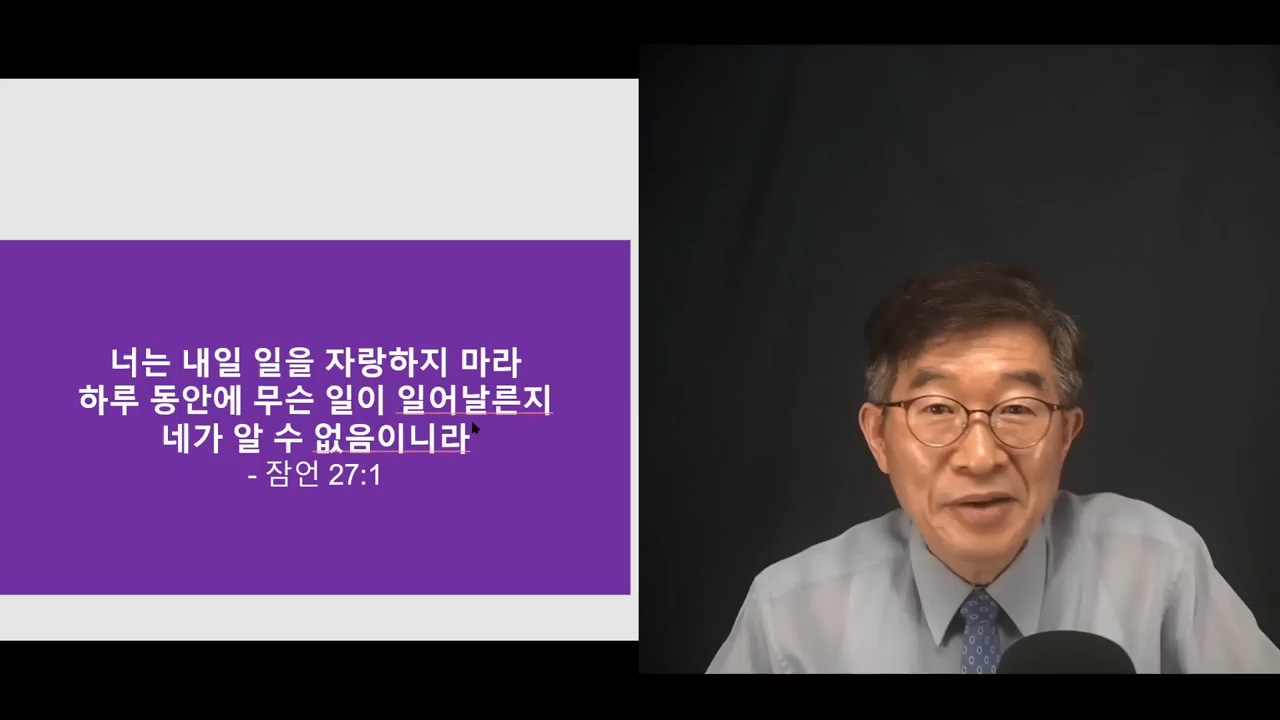 너는 내일 일을 자랑하지 마라
하루 동안에 무슨 일이 일어날른지
네가 알 수 없음이니라
- 잠언 27:1